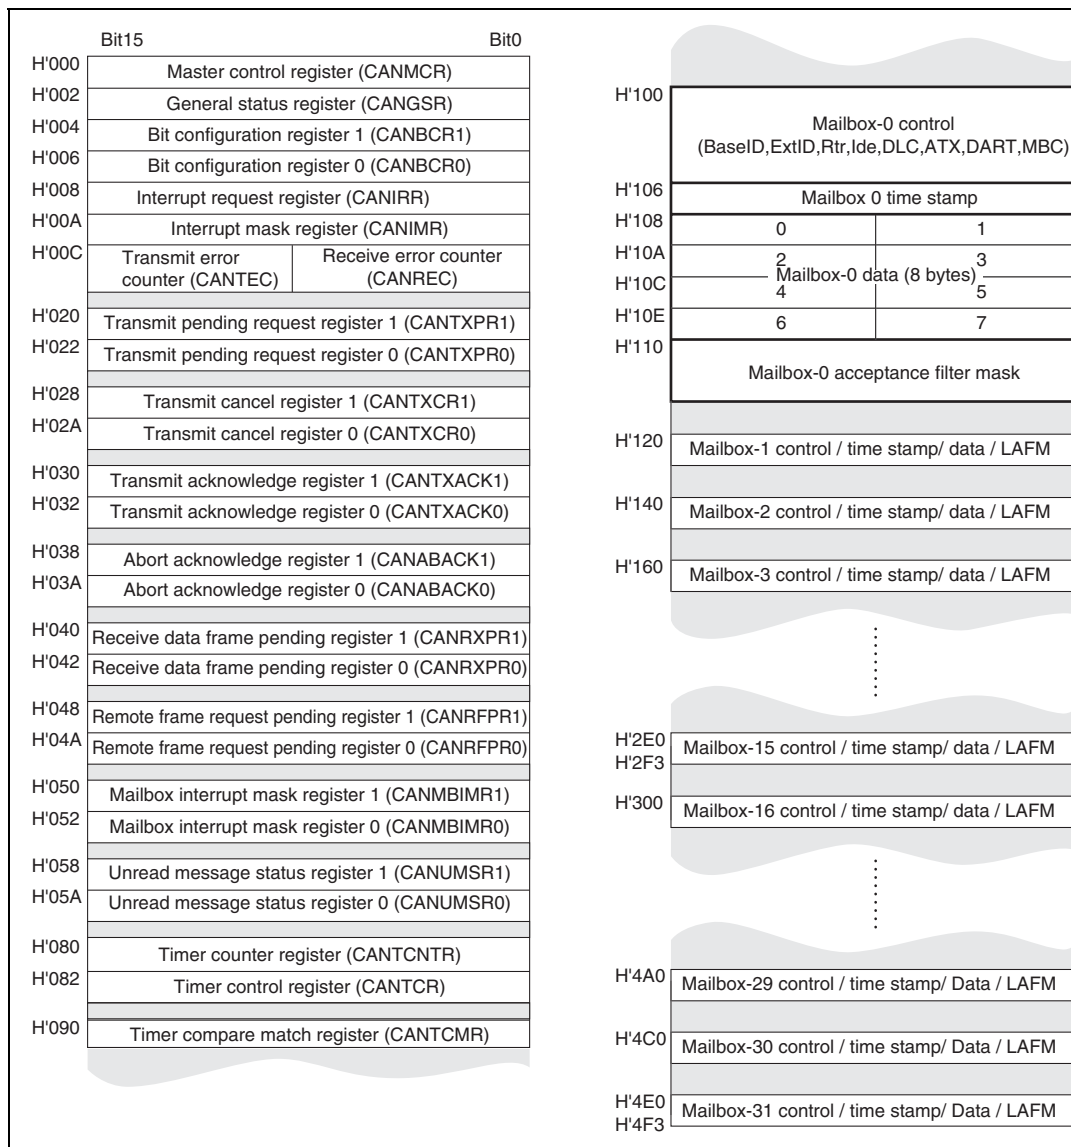 Bit15 Bit0
H'000 Master control register (CANMCR)
H'002 General status register (CANGSR)
H'004 Bit configuration register 1 (CANBCR1)
H'006 Bit configuration register 0 (CANBCR0)
H'008 Interrupt request register (CANIRR)
H'00A Interrupt mask register (CANIMR)
H'00C Transmit error counter (CANTEC) Receive error counter (CANREC)
H'020 Transmit pending request register 1 (CANTXPR1)
H'022 Transmit pending request register 0 (CANTXPR0)
H'028 Transmit cancel register 1 (CANTXCR1)
H'02A Transmit cancel register 0 (CANTXCR0)
H'030 Transmit acknowledge register 1 (CANTXACK1)
H'032 Transmit acknowledge register 0 (CANTXACK0)
H'038 Abort acknowledge register 1 (CANABACK1)
H'03A Abort acknowledge register 0 (CANABACK0)
H'040 Receive data frame pending register 1 (CANRXPR1)
H'042 Receive data frame pending register 0 (CANRXPR0)
H'048 Remote frame request pending register 1 (CANRFPR1)
H'04A Remote frame request pending register 0 (CANRFPR0)
H'050 Mailbox interrupt mask register 1 (CANMBIMR1)
H'052 Mailbox interrupt mask register 0 (CANMBIMR0)
H'058 Unread message status register 1 (CANUMSR1)
H'05A Unread message status register 0 (CANUMSR0)
H'080 Timer counter register (CANTCNTR)
H'082 Timer control register (CANTCR)
H'090 Timer compare match register (CANTCMR)
H'100 Mailbox-0 control
(BaseID,ExtID,Rtr,Ide,DLC,ATX,DART,MBC)
H'106 Mailbox 0 time stamp
H'108 0 1
H'10A 2 3
Mailbox-0 data (8 bytes)
H'10C 4 5
H'10E 6 7
H'110 Mailbox-0 acceptance filter mask
H'120 Mailbox-1 control / time stamp/ data / LAFM
H'140 Mailbox-2 control / time stamp/ data / LAFM
H'160 Mailbox-3 control / time stamp/ data / LAFM
H'2E0 Mailbox-15 control / time stamp/ data / LAFM
H'2F3
H'300 Mailbox-16 control / time stamp/ data / LAFM
H'4A0 Mailbox-29 control / time stamp/ Data / LAFM
H'4C0 Mailbox-30 control / time stamp/ Data / LAFM
H'4E0 Mailbox-31 control / time stamp/ Data / LAFM
H'4F3